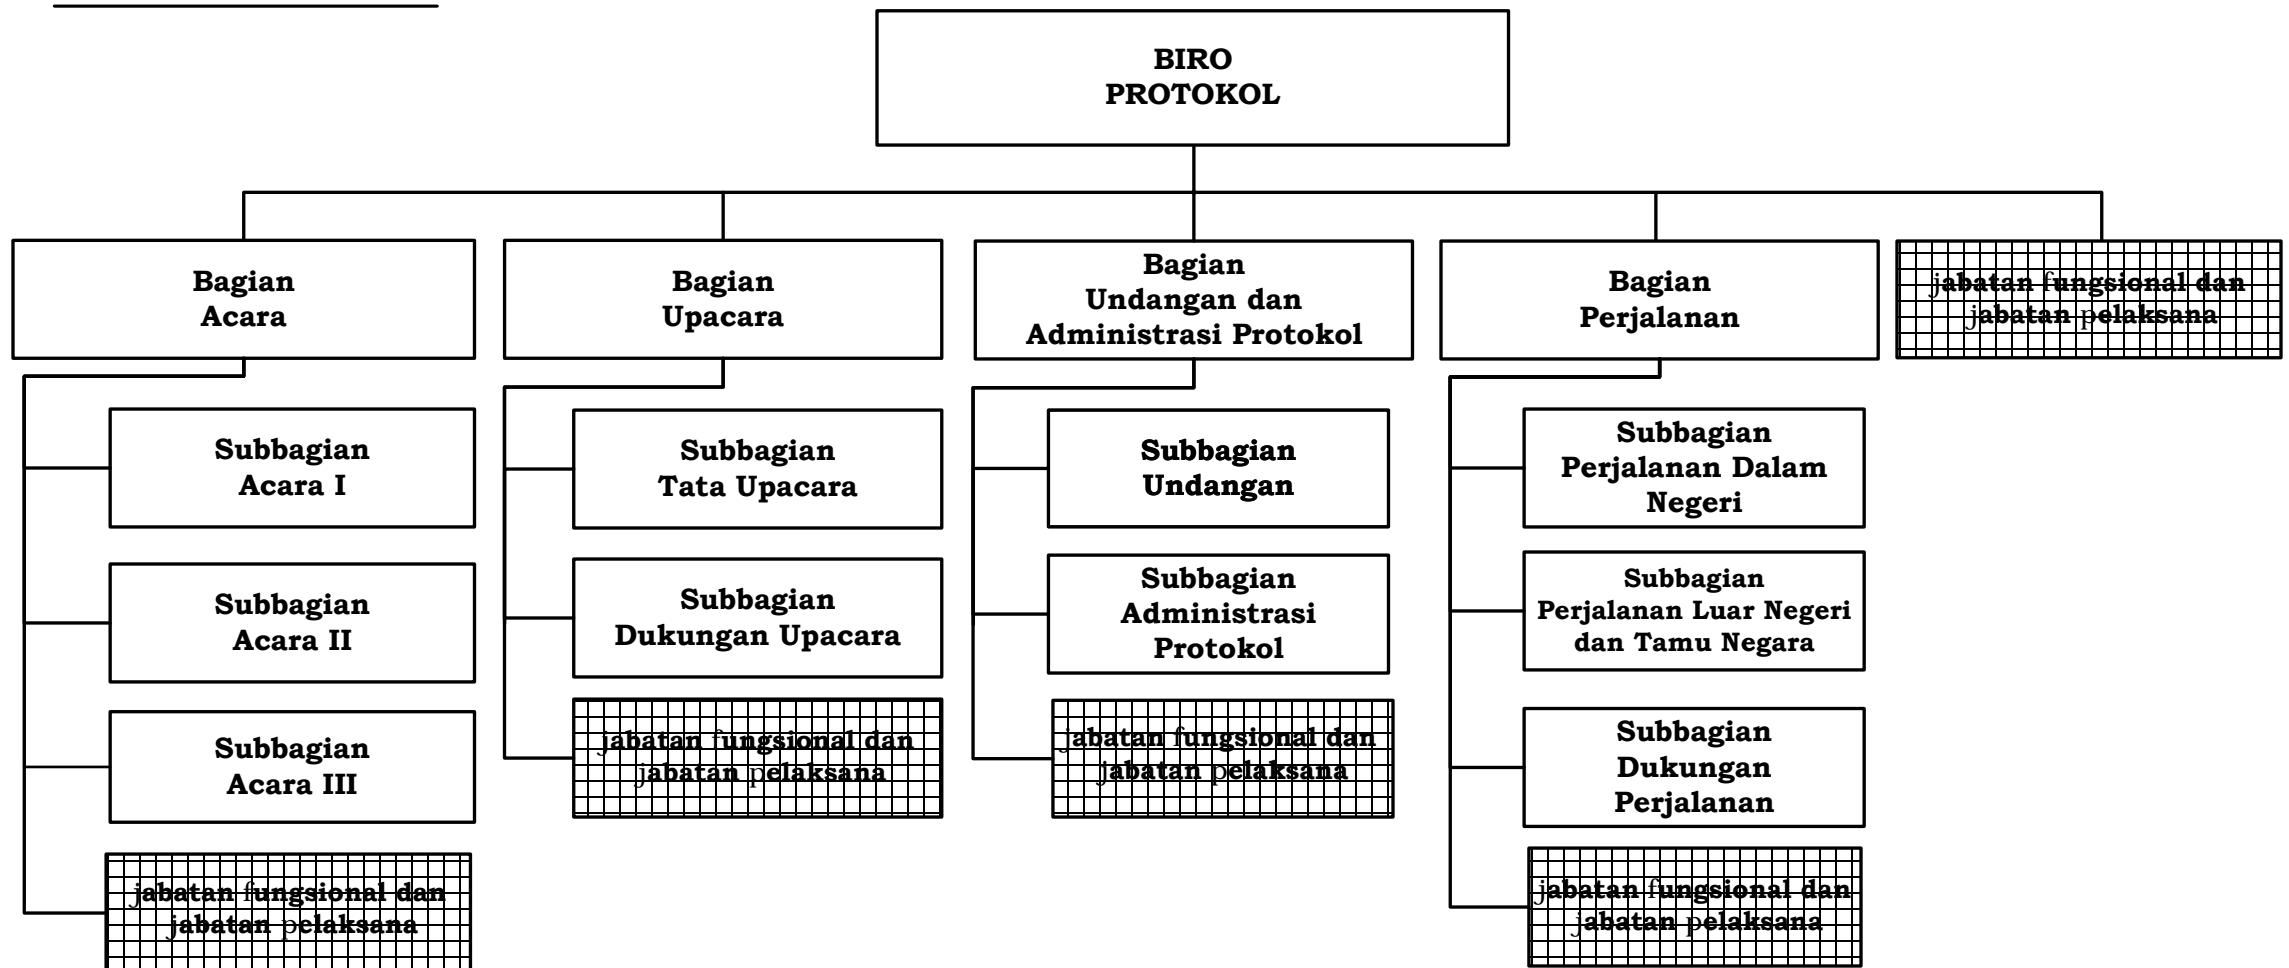 BIRO
PROTOKOL
Bagian
Acara
Bagian
Upacara
Bagian
Undangan dan
Administrasi Protokol
Bagian
Perjalanan
jabatan fungsional dan
jabatan pelaksana
Subbagian
Acara I
Subbagian
Acara II
Subbagian
Acara III
jabatan fungsional dan
jabatan pelaksana
Subbagian
Tata Upacara
Subbagian
Dukungan Upacara
jabatan fungsional dan
jabatan pelaksana
Subbagian
Undangan
Subbagian
Administrasi
Protokol
jabatan fungsional dan
jabatan pelaksana
Subbagian
Perjalanan Dalam
Negeri
Subbagian
Perjalanan Luar Negeri
dan Tamu Negara
Subbagian
Dukungan
Perjalanan
jabatan fungsional dan
jabatan pelaksana